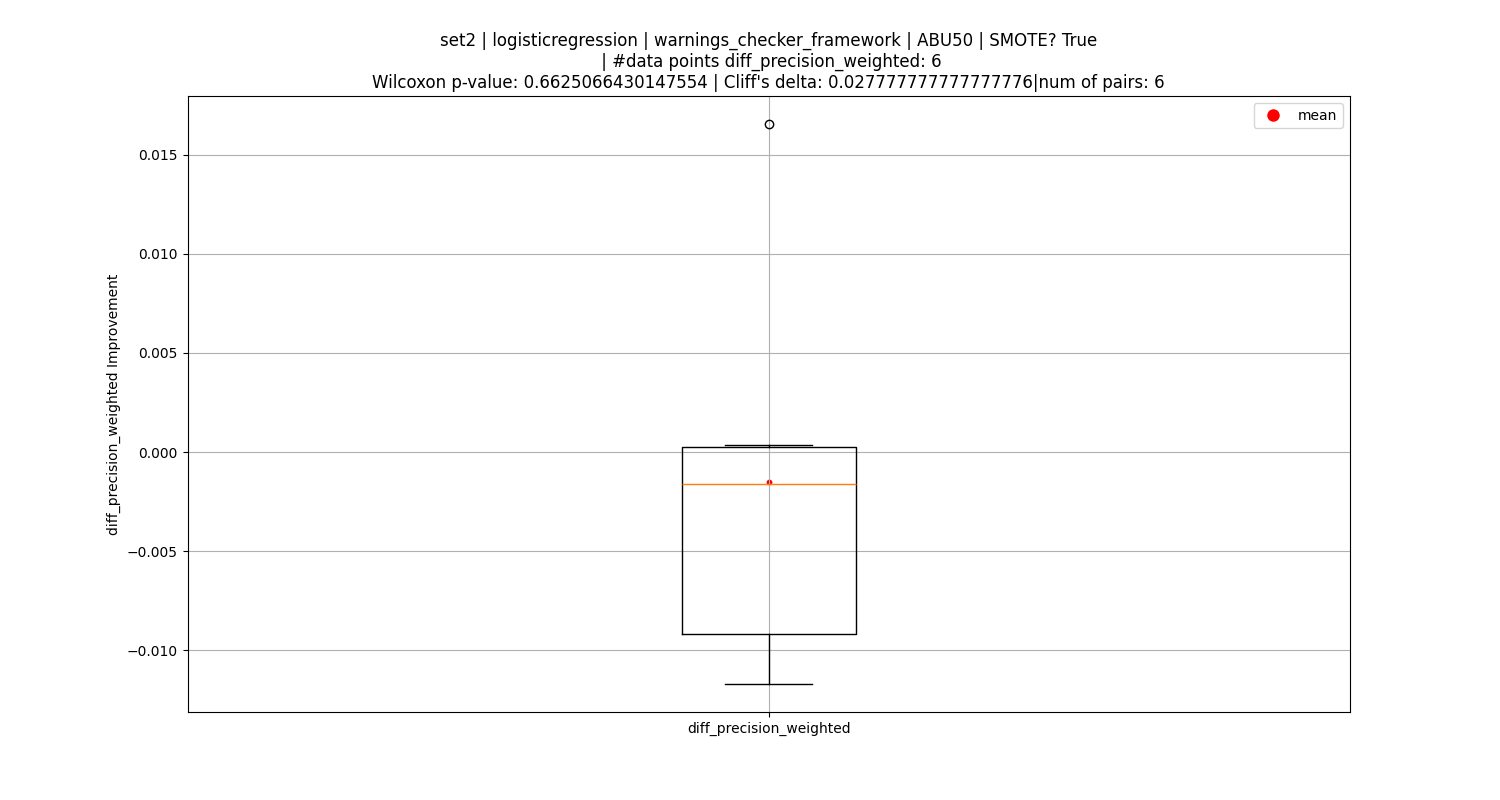 set2 | logisticregression | warnings_checker_framework | ABU50 | SMOTE? True
| #data points diff_precision_weighted: 6
Wilcoxon p-value: 0.6625066430147554 | Cliff's delta: 0.027777777777777776|num of pairs: 6
mean
0.015
0.010
0.005
0.000
−0.005
−0.010
diff_precision_weighted Improvement
diff_precision_weighted